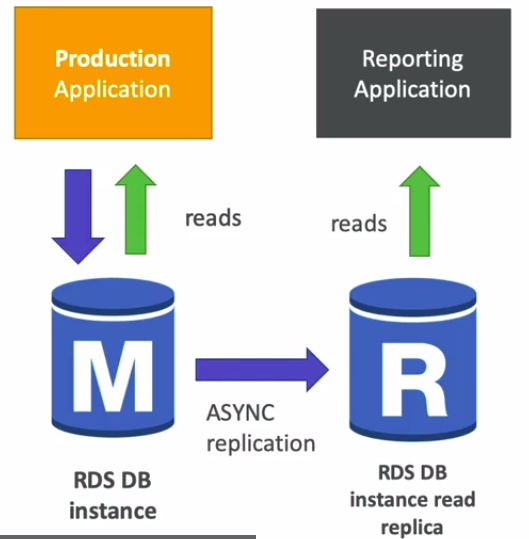 Production
Application
Reporting
Application
reads
reads
M
R
ASYNC
replication
RDS DB
instance
RDS DB
instance read
replica